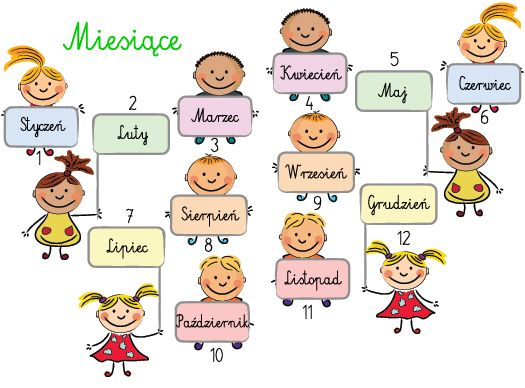 Miesiące
Styczeń
1
2
Luty
Marzec
3
Kwiecień
4
5
Maj
Czerwiec
6
7
Lipiec
Sierpień
8
Wrzesień
9
Październik
10
Listopad
11
Grudzień
12